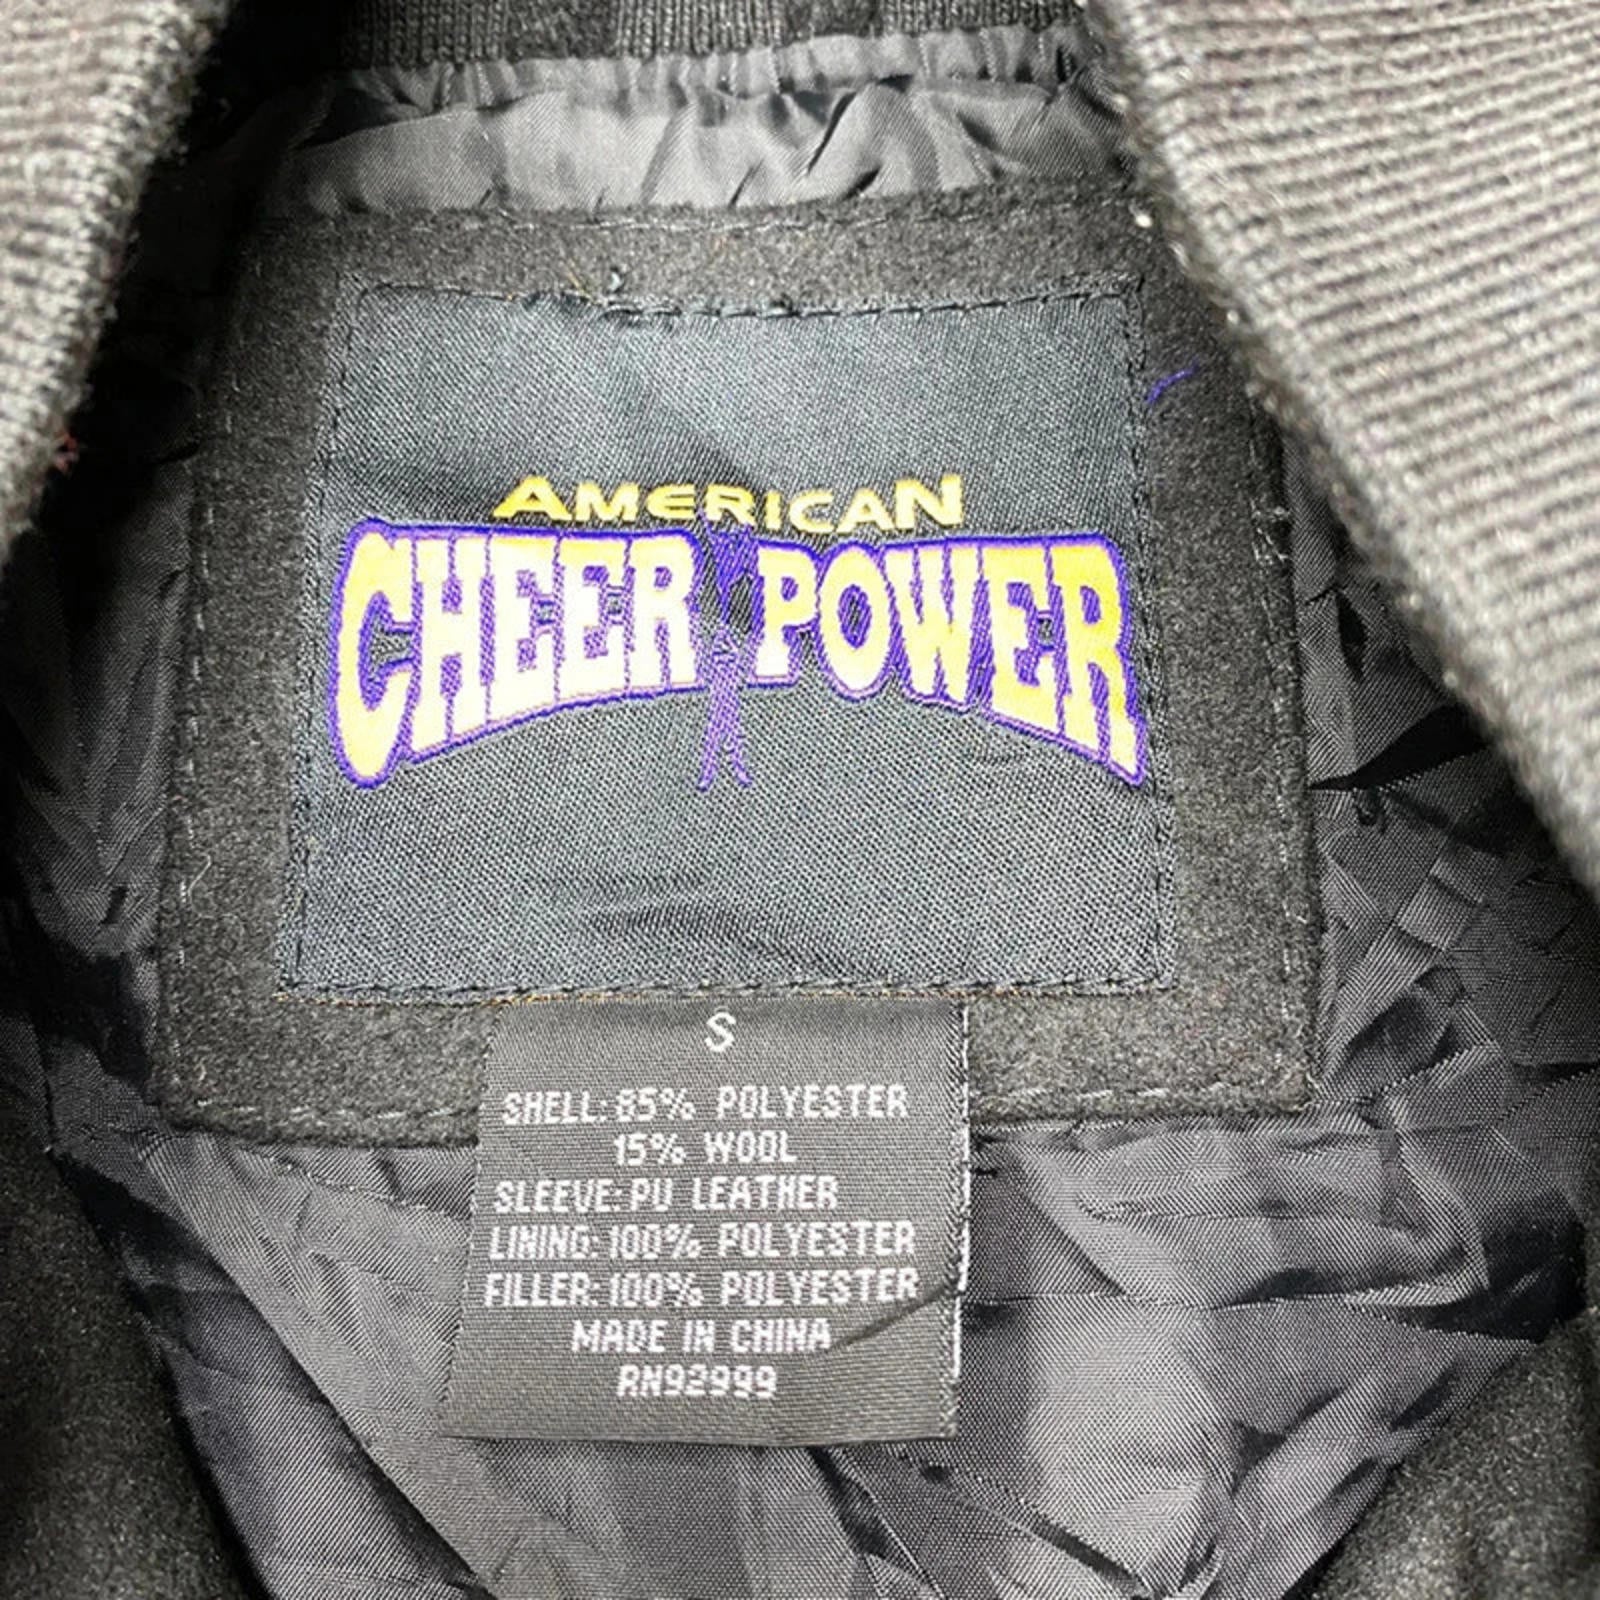 AMERICAN
CHEER POWER
S
SHELL:85% POLYESTER
15% WOOL
SLEEVE:PU LEATHER
LINING:100% POLYESTER
FILLER:100% POLYESTER
MADE IN CHINA
RN92999